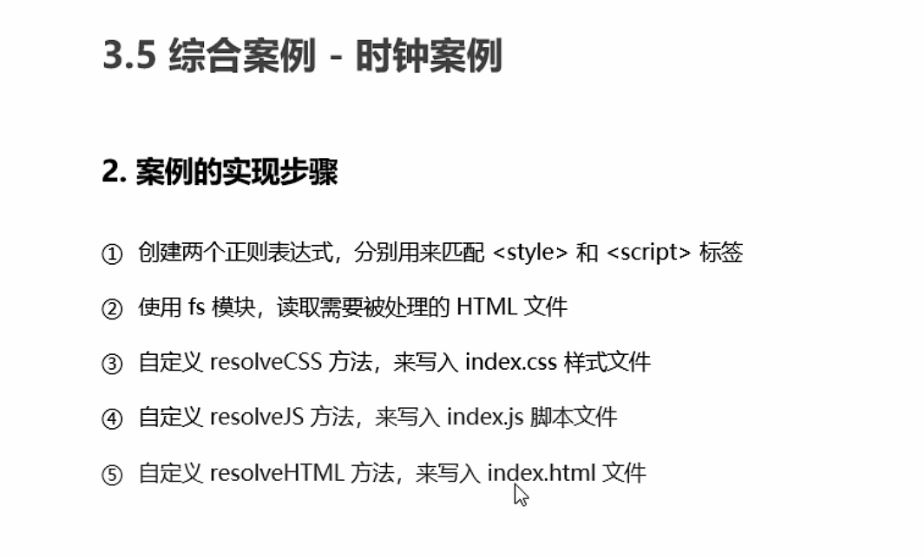 3.5 综合案例 - 时钟案例
2. 案例的实现步骤
① 创建两个正则表达式，分别用来匹配 <style> 和 <script> 标签
② 使用 fs 模块，读取需要被处理的 HTML 文件
③ 自定义 resolveCSS 方法，来写入 index.css 样式文件
④ 自定义 resolveJS 方法，来写入 index.js 脚本文件
⑤ 自定义 resolveHTML 方法，来写入 index.html 文件